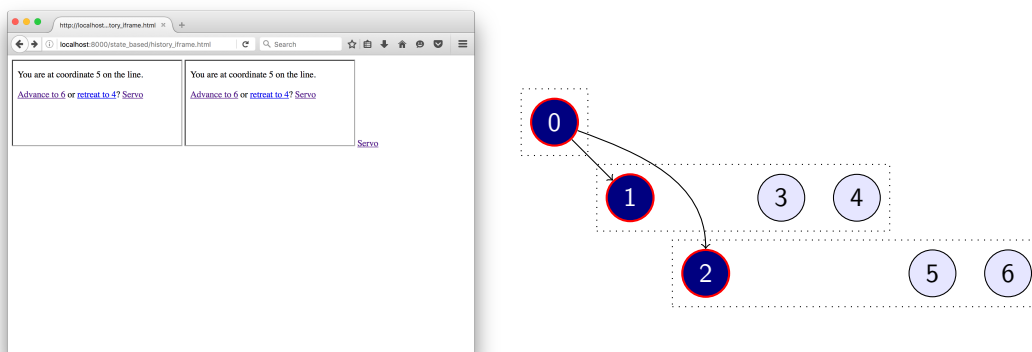 http://localhost...tory_iframe.html × +
localhost:8000/state_based/history_iframe.html Search
You are at coordinate 5 on the line.
Advance to 6 or retreat to 4? Servo
You are at coordinate 5 on the line.
Advance to 6 or retreat to 4? Servo
Servo
0
1 3 4
2 5 6